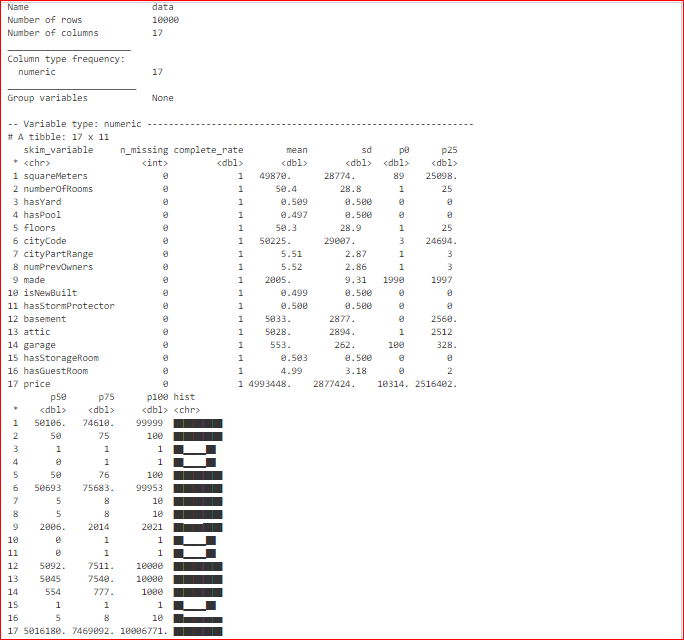 Name data
Number of rows 10000
Number of columns 17
_______________________
Column type frequency:
numeric 17
________________________
Group variables None
-- Variable type: numeric -------------------------------------------------------------
# A tibble: 17 x 11
skim_variable n_missing complete_rate mean sd p0 p25
* <chr> <int> <dbl> <dbl> <dbl> <dbl> <dbl>
1 squareMeters 0 1 49870. 28774. 89 25098.
2 numberOfRooms 0 1 50.4 28.8 1 25
3 hasYard 0 1 0.509 0.500 0 0
4 hasPool 0 1 0.497 0.500 0 0
5 floors 0 1 50.3 28.9 1 25
6 cityCode 0 1 50225. 29007. 3 24694.
7 cityPartRange 0 1 5.51 2.87 1 3
8 numPrevOwners 0 1 5.52 2.86 1 3
9 made 0 1 2005. 9.31 1990 1997
10 isNewBuilt 0 1 0.499 0.500 0 0
11 hasStormProtector 0 1 0.500 0.500 0 0
12 basement 0 1 5033. 2877. 0 2560.
13 attic 0 1 5028. 2894. 1 2512
14 garage 0 1 553. 262. 100 328.
15 hasStorageRoom 0 1 0.503 0.500 0 0
16 hasGuestRoom 0 1 4.99 3.18 0 2
17 price 0 1 4993448. 2877424. 10314. 2516402.
p50 p75 p100 hist
* <dbl> <dbl> <dbl> <chr>
1 50106. 74610. 99999
2 50 75 100
3 1 1 1
4 0 1 1
5 50 76 100
6 50693 75683. 99953
7 5 8 10
8 5 8 10
9 2006. 2014 2021
10 0 1 1
11 0 1 1
12 5092. 7511. 10000
13 5045 7540. 10000
14 554 777. 1000
15 1 1 1
16 5 8 10
17 5016180. 7469092. 10006771.